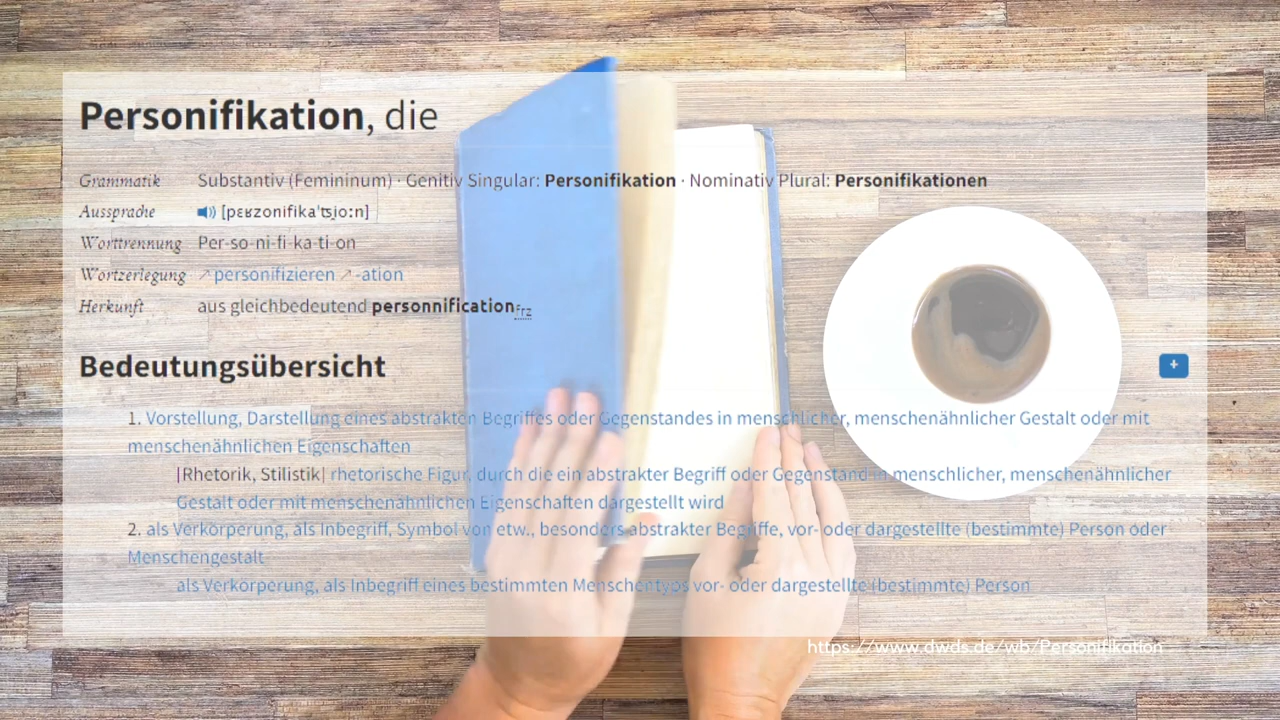 Personifikation, die
Grammatik Substantiv (Femininum) · Genitiv Singular: Personifikation · Nominativ Plural: Personifikationen
Aussprache [pɛʁzonifikaˈʦi̯oːn]
Worttrennung Per-so-ni-fi-ka-ti-on
Wortzerlegung ↗personifizieren ↗-ation
Herkunft aus gleichbedeutend personnificationfrz
Bedeutungsübersicht
+
1. Vorstellung, Darstellung eines abstrakten Begriffes oder Gegenstandes in menschlicher, menschenähnlicher Gestalt oder mit
menschenähnlichen Eigenschaften
[Rhetorik, Stilistik] rhetorische Figur, durch die ein abstrakter Begriff oder Gegenstand in menschlicher, menschenähnlicher
Gestalt oder mit menschenähnlichen Eigenschaften dargestellt wird
2. als Verkörperung, als Inbegriff, Symbol von etw., besonders abstrakter Begriffe, vor- oder dargestellte (bestimmte) Person oder
Menschengestalt
als Verkörperung, als Inbegriff eines bestimmten Menschentyps vor- oder dargestellte (bestimmte) Person
https://www.dwds.de/wb/Personifikation